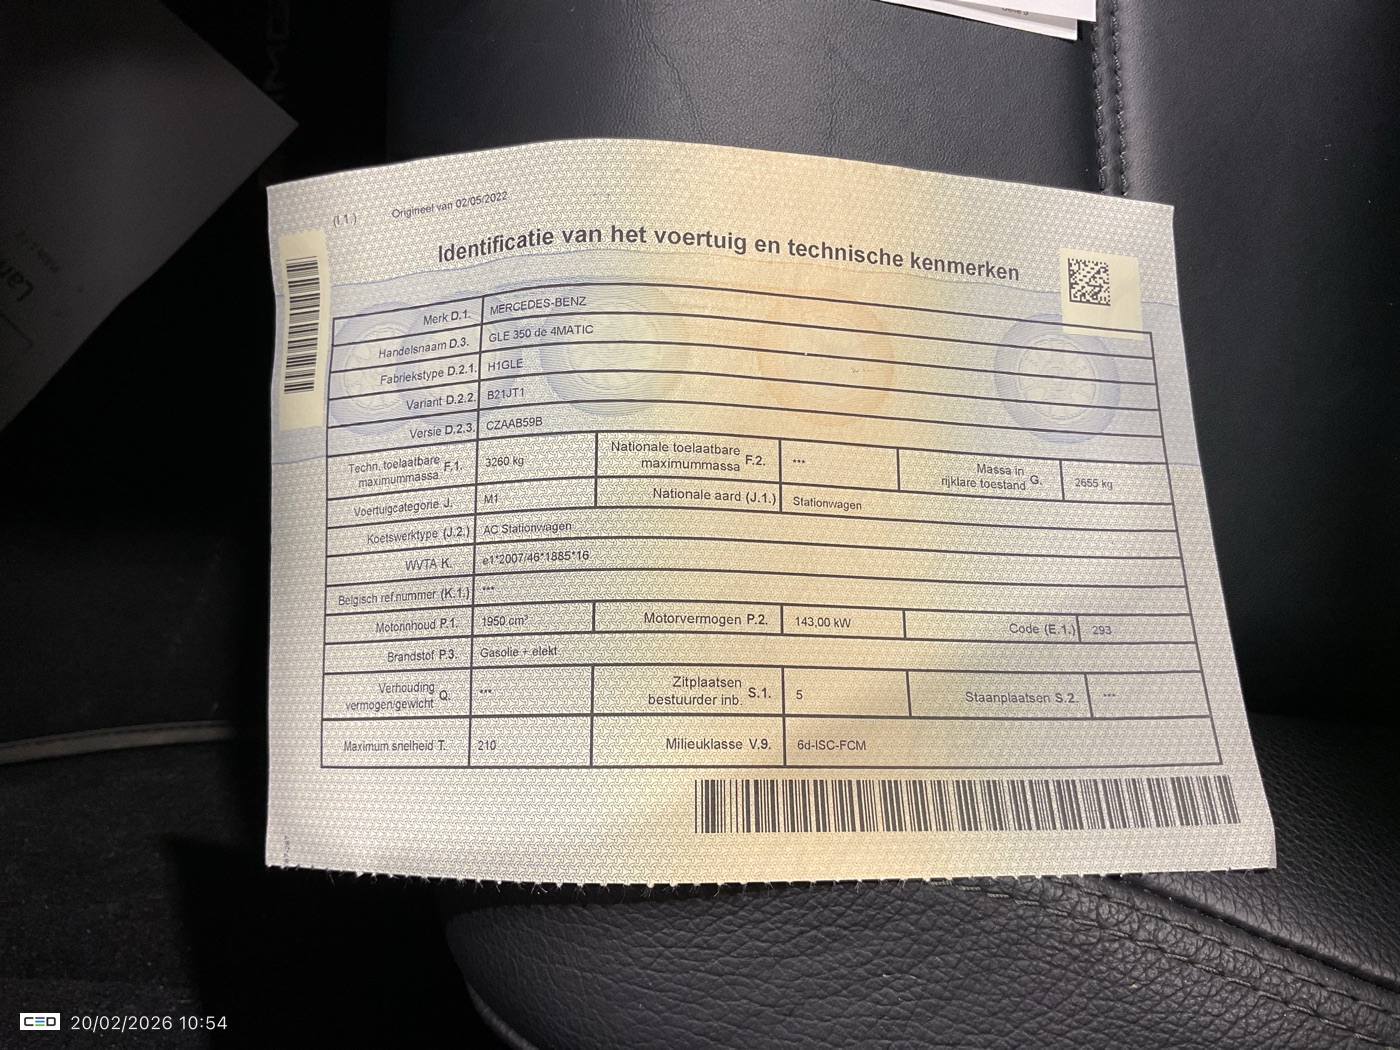 (I.1.) Origineel van 02/05/2022
Identificatie van het voertuig en technische kenmerken
Merk D.1. MERCEDES-BENZ
Handelsnaam D.3. GLE 350 de 4MATIC
Fabriekstype D.2.1. H1GLE
Variant D.2.2. B21JT1
Versie D.2.3. CZAAB59B
Techn. toelaatbare maximummassa F.1. 3260 kg Nationale toelaatbare maximummassa F.2. *** Massa in rijklare toestand G. 2655 kg
Voertuigcategorie J. M1 Nationale aard (J.1.) Stationwagen
Koetswerktype (J.2.) AC Stationwagen
WVTA K. e1*2007/46*1885*16
Belgisch ref.nummer (K.1.) ***
Motorinhoud P.1. 1950 cm³ Motorvermogen P.2. 143,00 kW Code (E.1.) 293
Brandstof P.3. Gasolie + elekt
Verhouding vermogen/gewicht Q. *** Zitplaatsen bestuurder inb. S.1. 5 Staanplaatsen S.2. ***
Maximum snelheid T. 210 Milieuklasse V.9. 6d-ISC-FCM
CED 20/02/2026 10:54